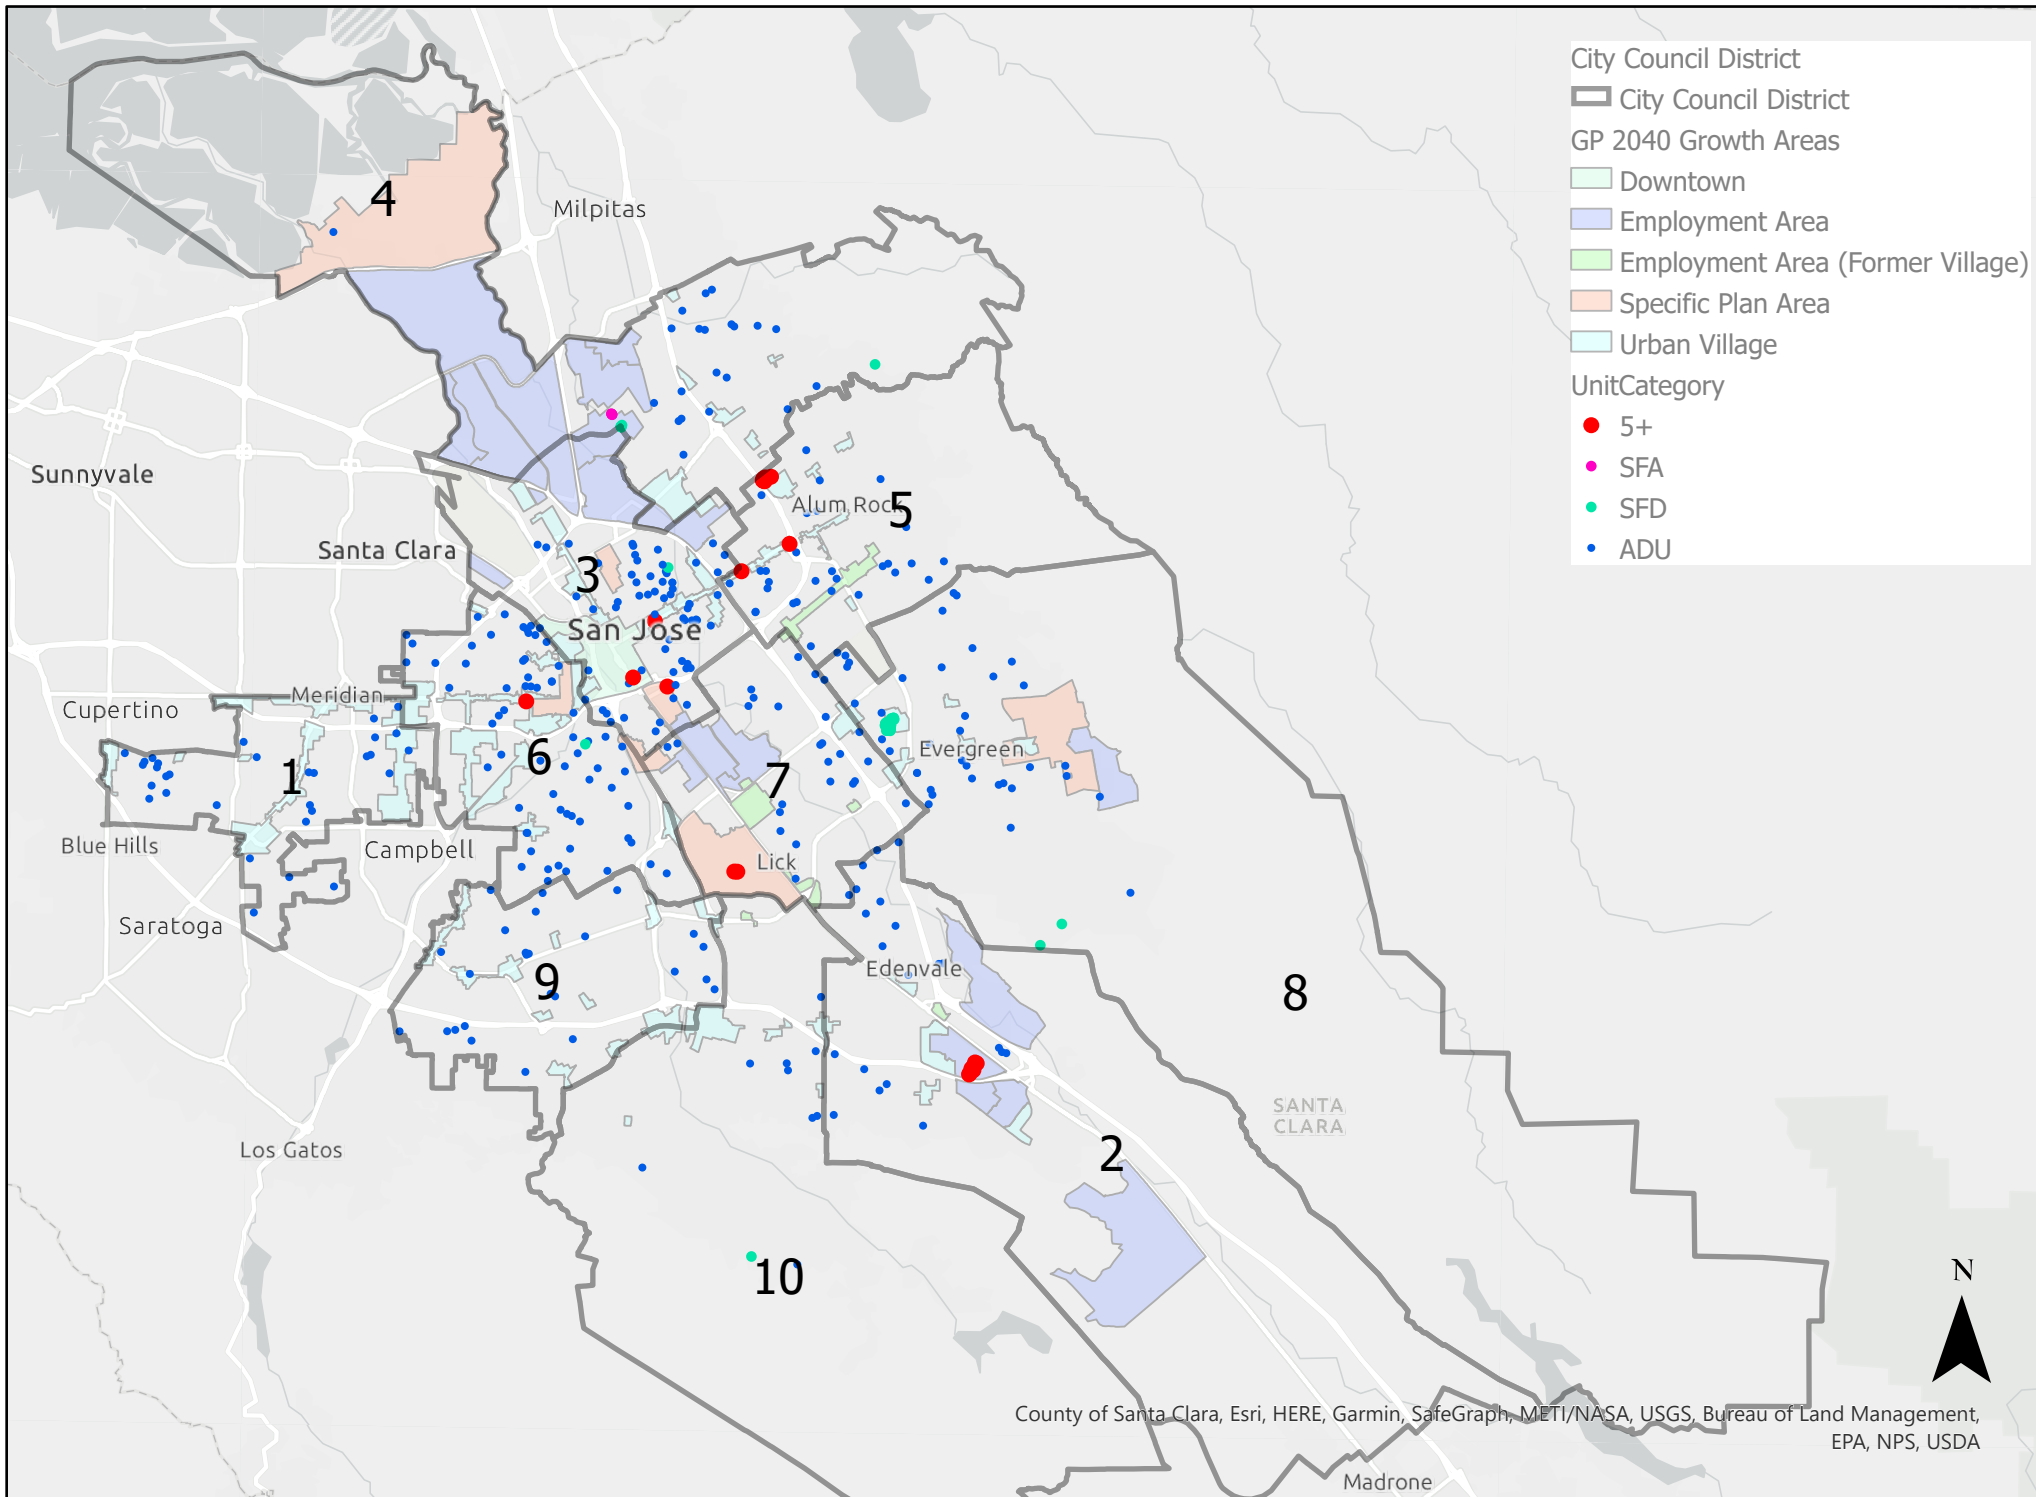 City Council District
City Council District
GP 2040 Growth Areas
Downtown
Employment Area
Employment Area (Former Village)
Specific Plan Area
Urban Village
UnitCategory
5+
SFA
SFD
ADU
4
Milpitas
Sunnyvale
Alum Rock
5
Santa Clara
3
San Jose
Meridian
Cupertino
6
Evergreen
1
7
Blue Hills
Campbell
Lick
Saratoga
9
Edenvale
8
SANTA
CLARA
Los Gatos
2
10
N
County of Santa Clara, Esri, HERE, Garmin, SafeGraph, METI/NASA, USGS, Bureau of Land Management,
EPA, NPS, USDA
Madrone